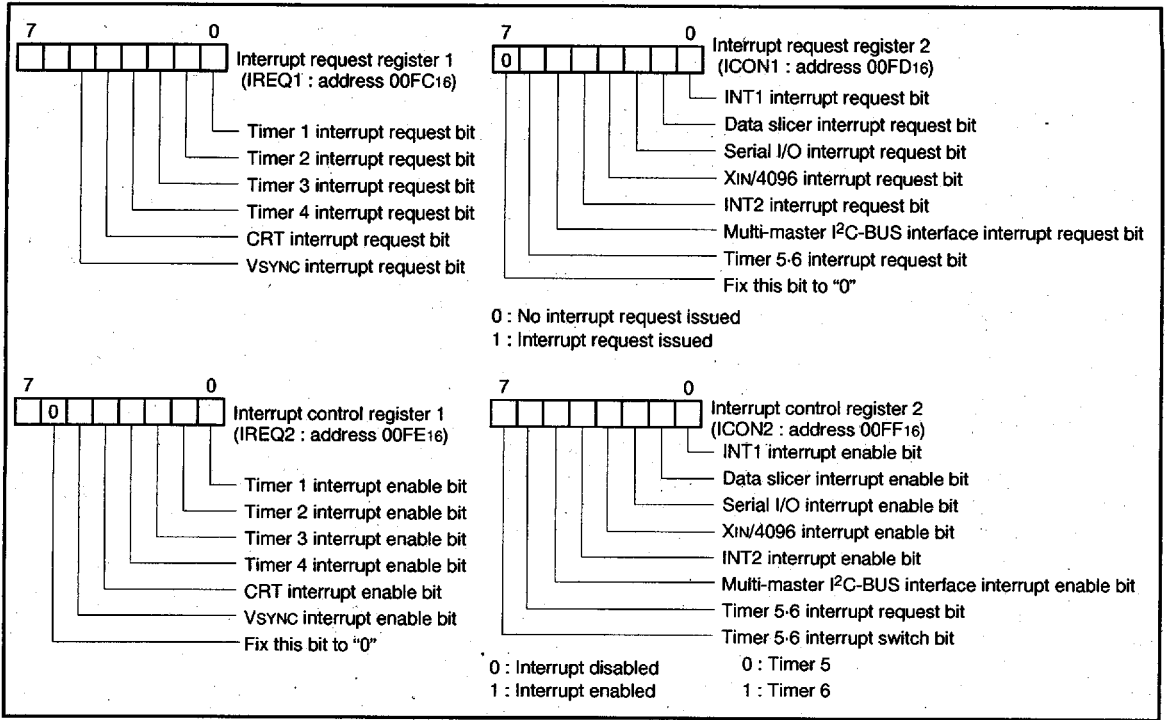 7 0
Interrupt request register 1
(IREQ1 : address 00FC16)
Timer 1 interrupt request bit
Timer 2 interrupt request bit
Timer 3 interrupt request bit
Timer 4 interrupt request bit
CRT interrupt request bit
VSYNC interrupt request bit
7 0
0
Interrupt request register 2
(ICON1 : address 00FD16)
INT1 interrupt request bit
Data slicer interrupt request bit
Serial I/O interrupt request bit
XIN/4096 interrupt request bit
INT2 interrupt request bit
Multi-master I2C-BUS interface interrupt request bit
Timer 5·6 interrupt request bit
Fix this bit to “0”
0 : No interrupt request issued
1 : Interrupt request issued
7 0
0
Interrupt control register 1
(IREQ2 : address 00FE16)
Timer 1 interrupt enable bit
Timer 2 interrupt enable bit
Timer 3 interrupt enable bit
Timer 4 interrupt enable bit
CRT interrupt enable bit
VSYNC interrupt enable bit
Fix this bit to “0”
7 0
Interrupt control register 2
(ICON2 : address 00FF16)
INT1 interrupt enable bit
Data slicer interrupt enable bit
Serial I/O interrupt enable bit
XIN/4096 interrupt enable bit
INT2 interrupt enable bit
Multi-master I2C-BUS interface interrupt enable bit
Timer 5·6 interrupt request bit
Timer 5·6 interrupt switch bit
0 : Timer 5
1 : Timer 6
0 : Interrupt disabled
1 : Interrupt enabled